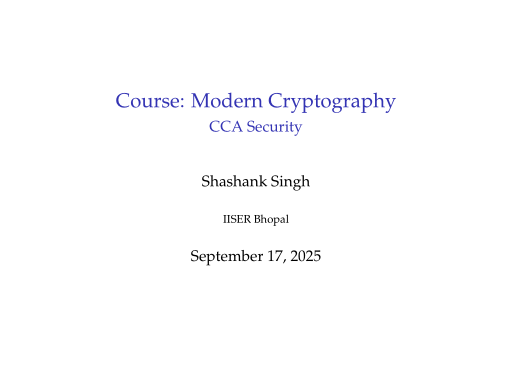 Course: Modern Cryptography
CCA Security
Shashank Singh
IISER Bhopal
September 17, 2025